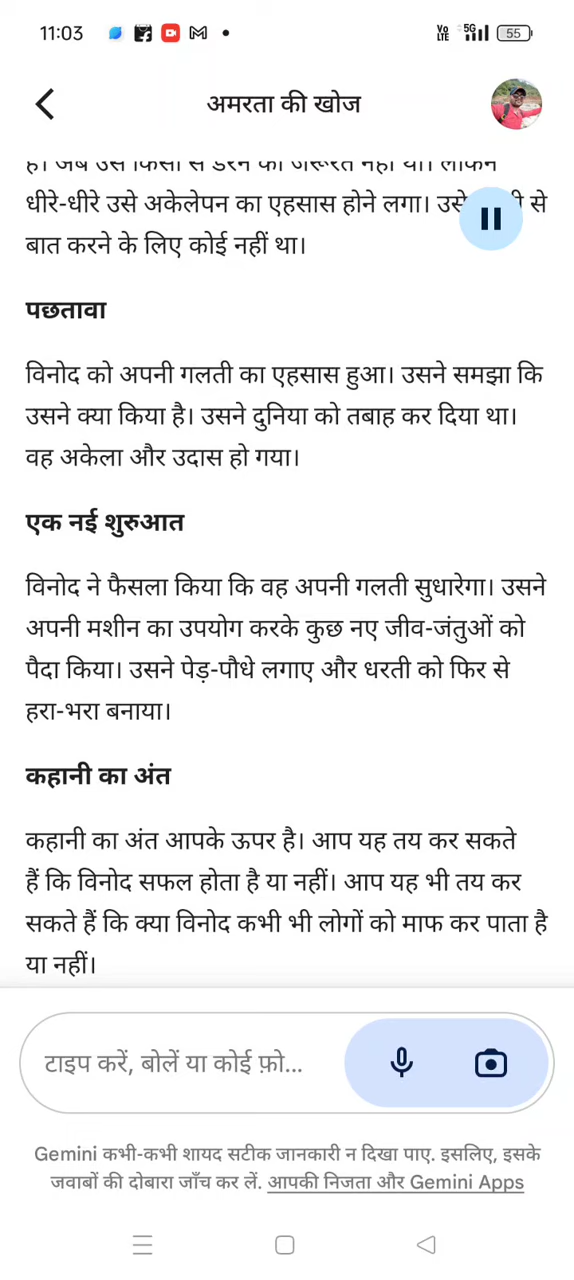 11:03
Vo
LTE
5G
55
अमरता की खोज
धीरे-धीरे उसे अकेलेपन का एहसास होने लगा। से
बात करने के लिए कोई नहीं था।
पछतावा
विनोद को अपनी गलती का एहसास हुआ। उसने समझा कि
उसने क्या किया है। उसने दुनिया को तबाह कर दिया था।
वह अकेला और उदास हो गया।
एक नई शुरुआत
विनोद ने फैसला किया कि वह अपनी गलती सुधारेगा। उसने
अपनी मशीन का उपयोग करके कुछ नए जीव-जंतुओं को
पैदा किया। उसने पेड़-पौधे लगाए और धरती को फिर से
हरा-भरा बनाया।
कहानी का अंत
कहानी का अंत आपके ऊपर है। आप यह तय कर सकते
हैं कि विनोद सफल होता है या नहीं। आप यह भी तय कर
सकते हैं कि क्या विनोद कभी भी लोगों को माफ कर पाता है
या नहीं।
टाइप करें, बोलें या कोई फ़ो...
Gemini कभी-कभी शायद सटीक जानकारी न दिखा पाए. इसलिए, इसके
जवाबों की दोबारा जाँच कर लें. आपकी निजता और Gemini Apps